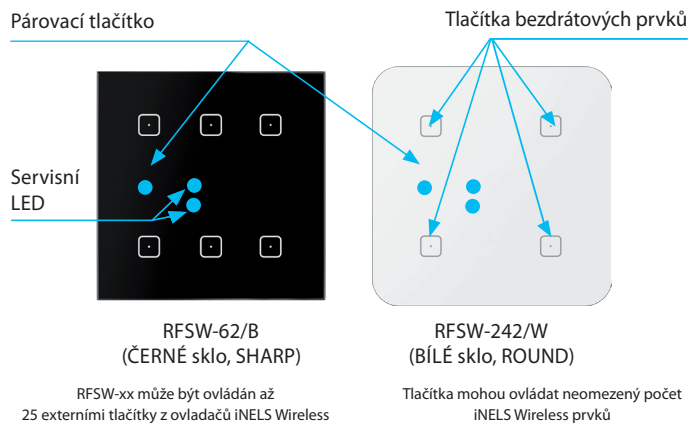 Párovací tlačítko
Tlačítka bezdrátových prvků
Servisní
LED
RFSW-62/B
(ČERNÉ sklo, SHARP)
RFSW-242/W
(BÍLÉ sklo, ROUND)
RFSW-xx může být ovládán až
25 externími tlačítky z ovladačů iNELS Wireless
Tlačítka mohou ovládat neomezený počet
iNELS Wireless prvků